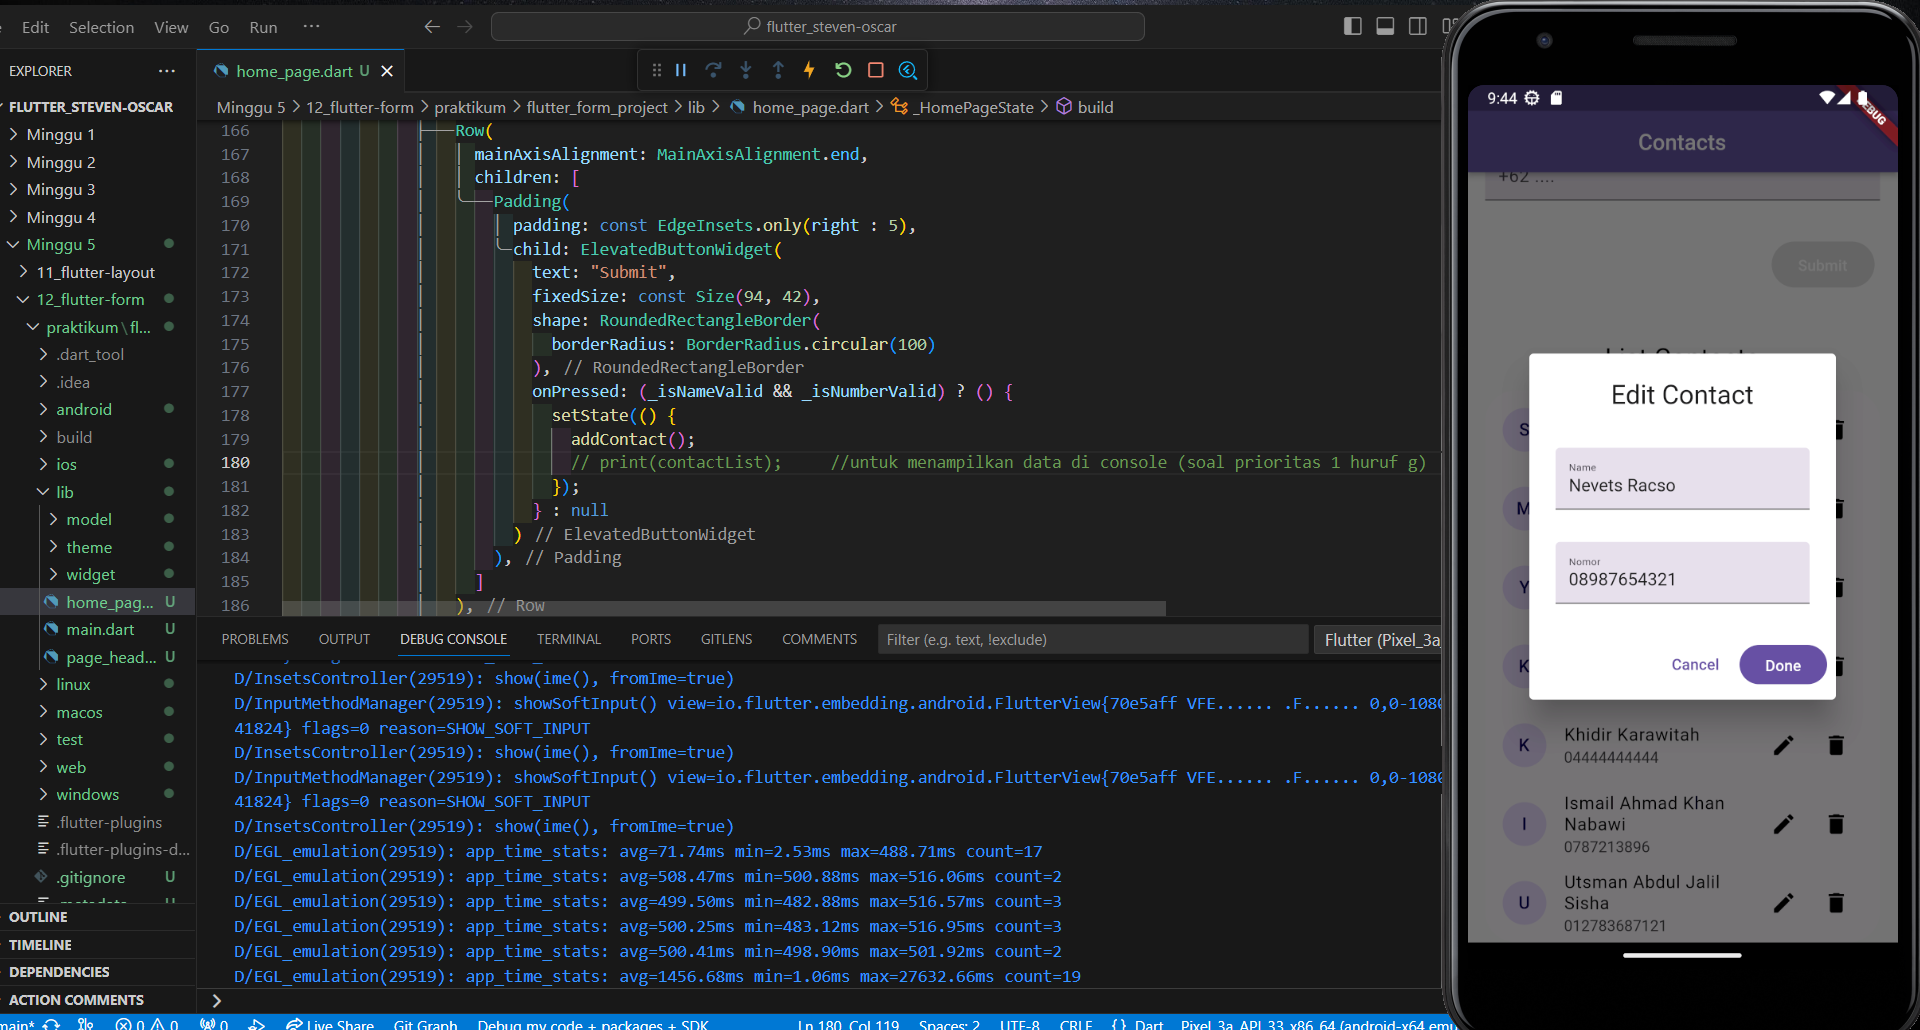 Edit Selection View Go Run ···
flutter_steven-oscar
EXPLORER
home_page.dart U
FLUTTER_STEVEN-OSCAR
Minggu 1
Minggu 2
Minggu 3
Minggu 4
Minggu 5
11_flutter-layout
12_flutter-form
praktikum\fl...
.dart_tool
.idea
android
build
ios
lib
model
theme
widget
home_pag... U
main.dart U
page_head... U
linux
macos
test
web
windows
.flutter-plugins
.flutter-plugins-d...
.gitignore U
OUTLINE
TIMELINE
DEPENDENCIES
ACTION COMMENTS
Minggu 5 > 12_flutter-form > praktikum > flutter_form_project > lib > home_page.dart > _HomePageState > build
166 Row(
167 mainAxisAlignment: MainAxisAlignment.end,
168 children: [
169 Padding(
170 padding: const EdgeInsets.only(right : 5),
171 child: ElevatedButtonWidget(
172 text: "Submit",
173 fixedSize: const Size(94, 42),
174 shape: RoundedRectangleBorder(
175 borderRadius: BorderRadius.circular(100)
176 ), // RoundedRectangleBorder
177 onPressed: (_isNameValid && _isNumberValid) ? () {
178 setState(() {
179 addContact();
180 // print(contactList); //untuk menampilkan data di console (soal prioritas 1 huruf g)
181 });
182 } : null
183 ) // ElevatedButtonWidget
184 ), // Padding
185 ]
186 ), // Row
PROBLEMS OUTPUT DEBUG CONSOLE TERMINAL PORTS GITLENS COMMENTS Filter (e.g. text, !exclude) Flutter (Pixel_3a
D/InsetsController(29519): show(ime(), fromIme=true)
D/InputMethodManager(29519): showSoftInput() view=io.flutter.embedding.android.FlutterView{70e5aff VFE...... .F...... 0,0-1080
41824} flags=0 reason=SHOW_SOFT_INPUT
D/InsetsController(29519): show(ime(), fromIme=true)
D/InputMethodManager(29519): showSoftInput() view=io.flutter.embedding.android.FlutterView{70e5aff VFE...... .F...... 0,0-1080
41824} flags=0 reason=SHOW_SOFT_INPUT
D/InsetsController(29519): show(ime(), fromIme=true)
D/EGL_emulation(29519): app_time_stats: avg=71.74ms min=2.53ms max=488.71ms count=17
D/EGL_emulation(29519): app_time_stats: avg=508.47ms min=500.88ms max=516.06ms count=2
D/EGL_emulation(29519): app_time_stats: avg=499.50ms min=482.88ms max=516.57ms count=3
D/EGL_emulation(29519): app_time_stats: avg=500.25ms min=483.12ms max=516.95ms count=3
D/EGL_emulation(29519): app_time_stats: avg=500.41ms min=498.90ms max=501.92ms count=2
D/EGL_emulation(29519): app_time_stats: avg=1456.68ms min=1.06ms max=27632.66ms count=19
>
main* 0 0 0 Live Share Git Graph Debug my code + packages + SDK Ln 180, Col 119 Spaces: 2 UTF-8 CRLF {} Dart Pixel_3a_API_33_x86_64 (android-x64 emu
9:44
Contacts
+62 ....
Submit
List Contacts
S
M
Y
K
Edit Contact
Name
Nevets Racso
Nomor
08987654321
Cancel Done
K Khidir Karawitah
04444444444
I Ismail Ahmad Khan
Nabawi
0787213896
U Utsman Abdul Jalil
Sisha
012783687121